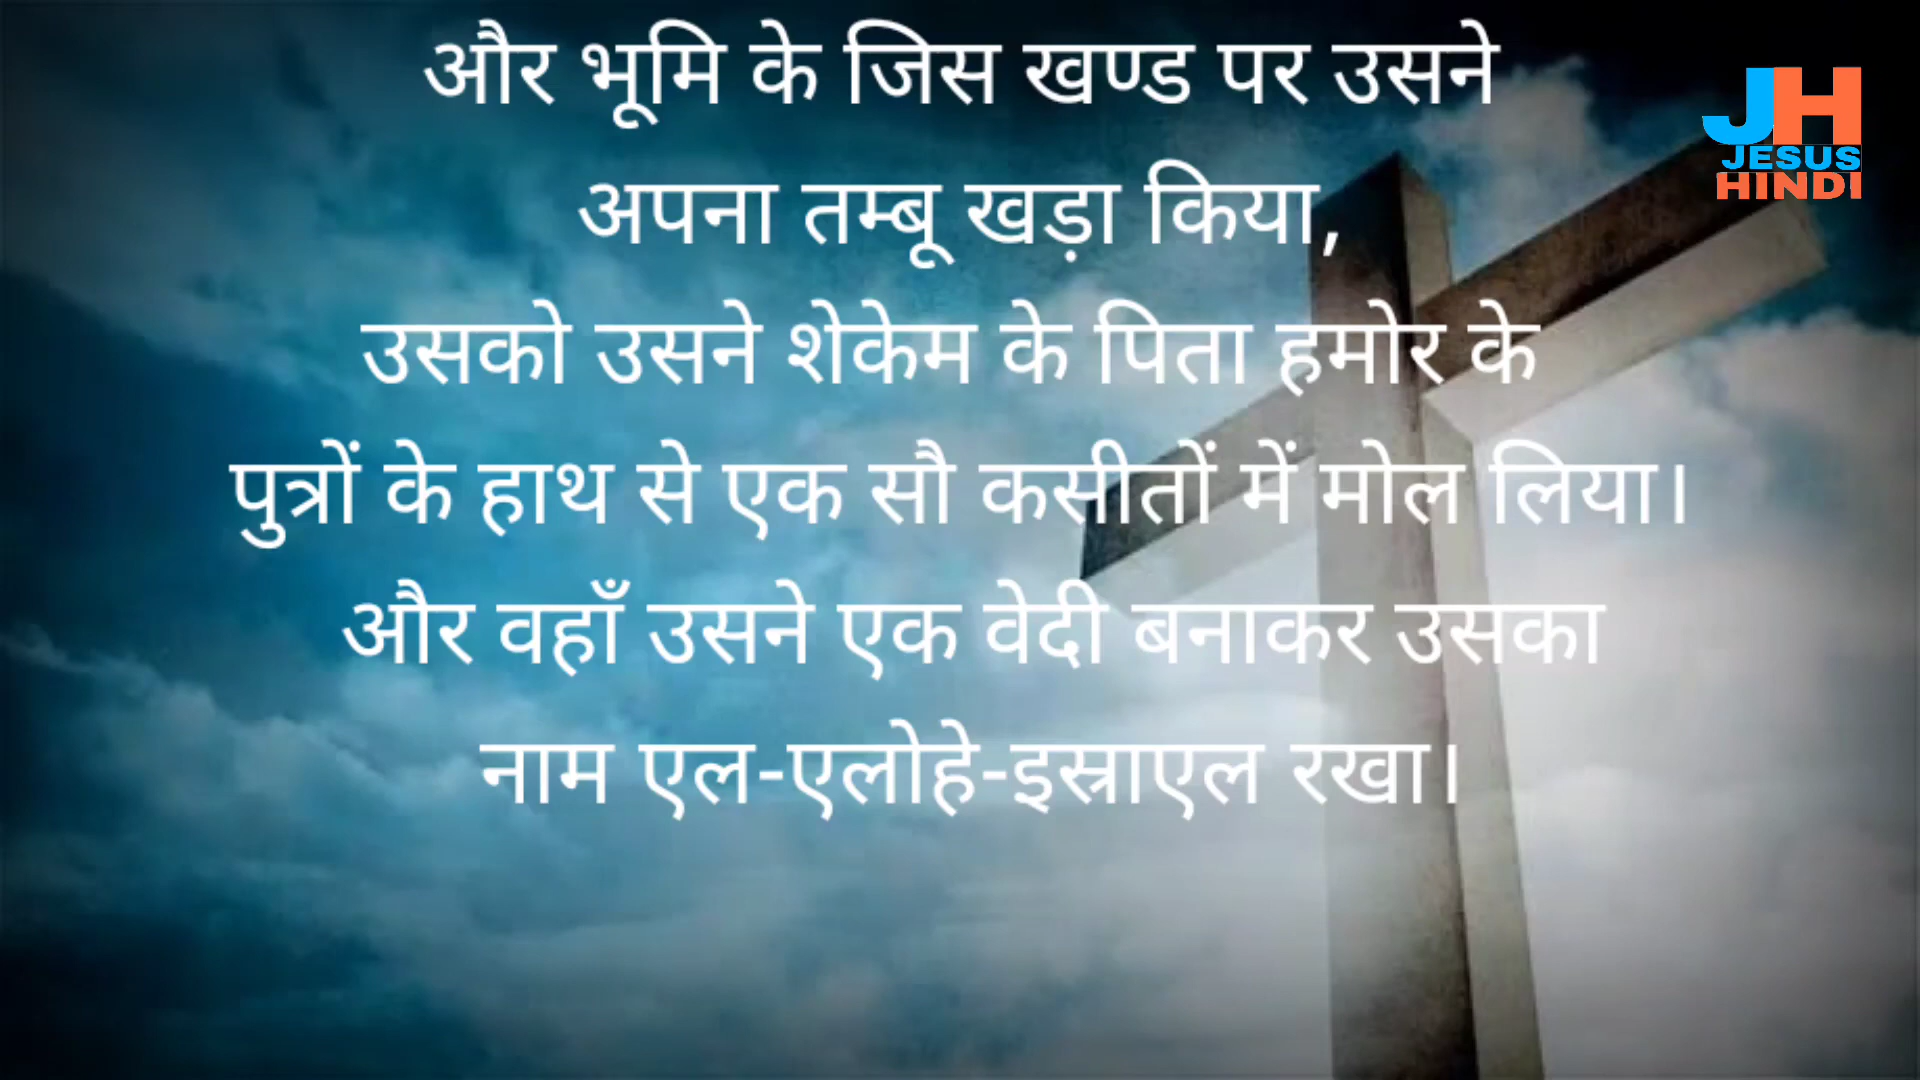 और भूमि के जिस खण्ड पर उसने
अपना तम्बू खड़ा किया,
उसको उसने शेकेम के पिता हमोर के
पुत्रों के हाथ से एक सौ कसीतों में मोल लिया।
और वहाँ उसने एक वेदी बनाकर उसका
नाम एल-एलोहे-इस्राएल रखा।
JH
JESUS
HINDI